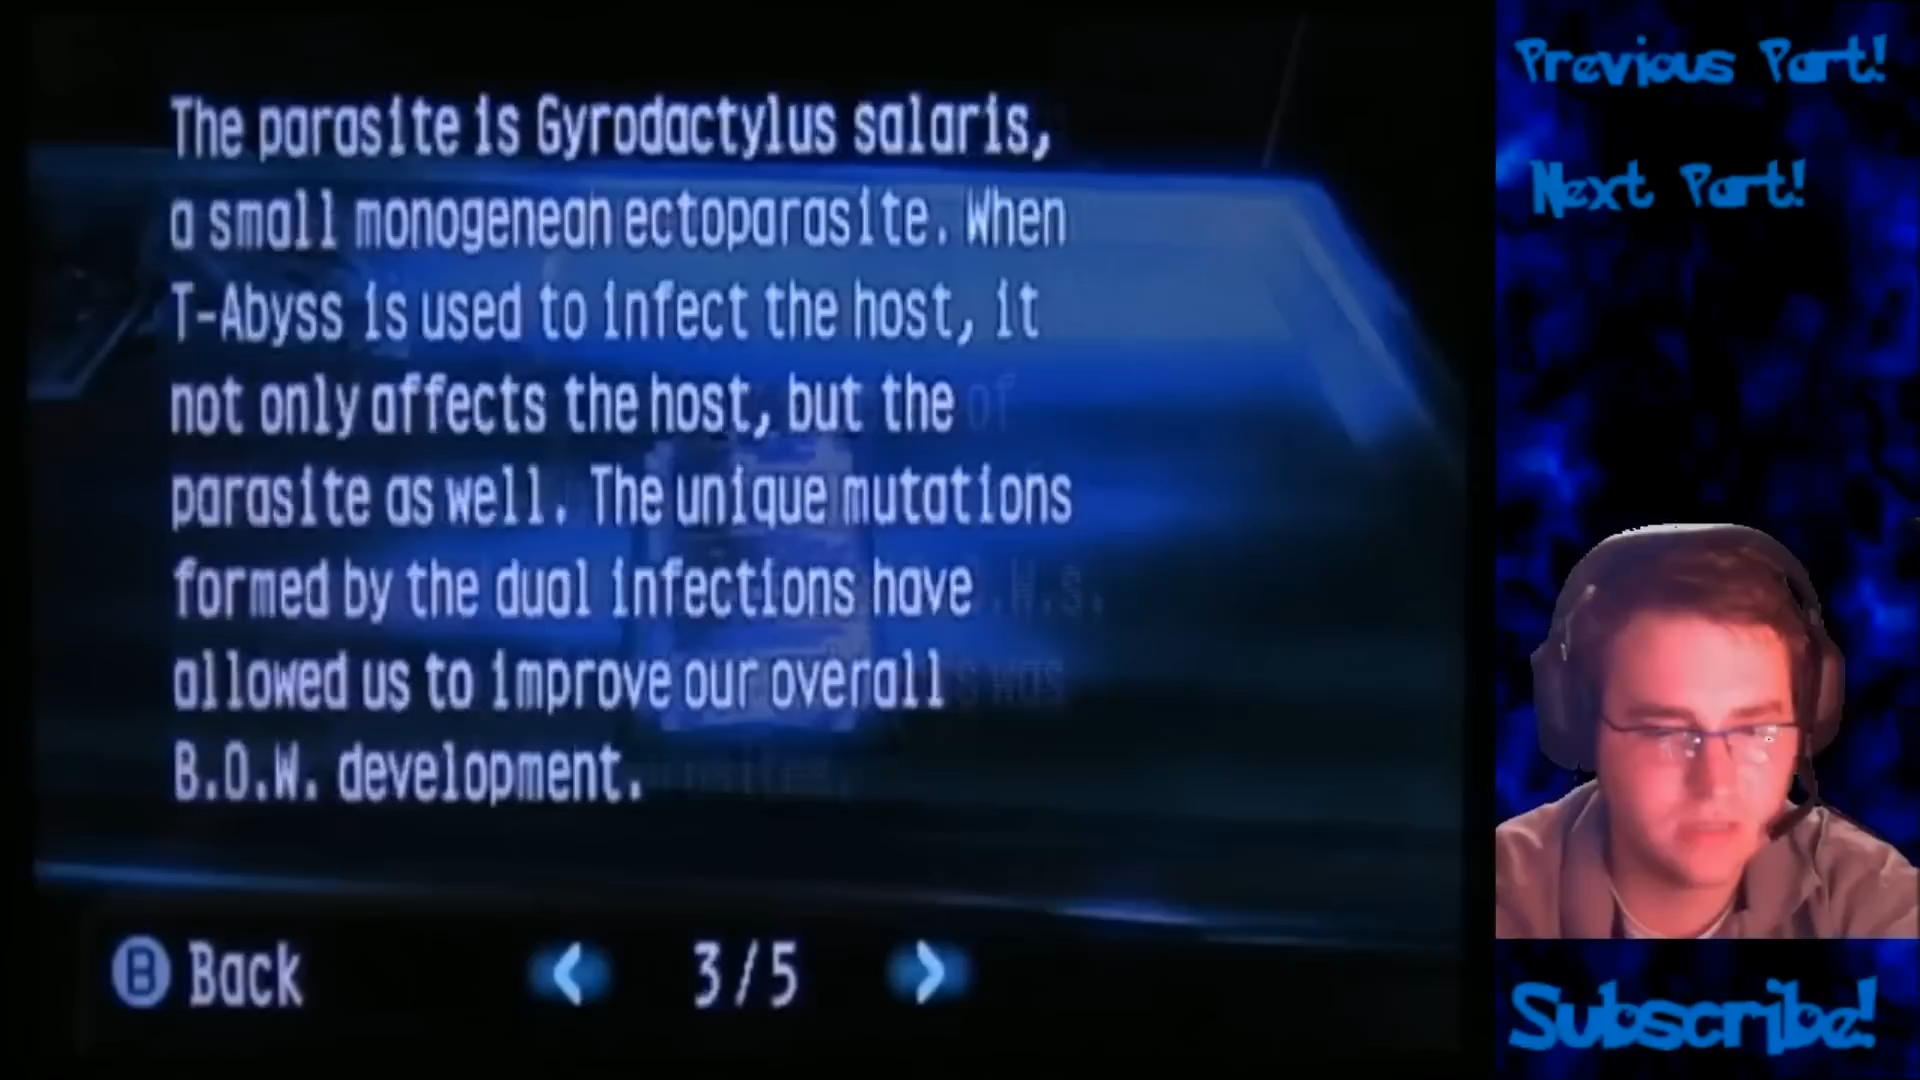 The parasite is Gyrodactylus salaris,
a small monogenean ectoparasite. When
T-Abyss is used to infect the host, it
not only affects the host, but the
parasite as well. The unique mutations
formed by the dual infections have
allowed us to improve our overall
B.O.W. development.
B Back
3/5
Previous Part!
Next Part!
Subscribe!